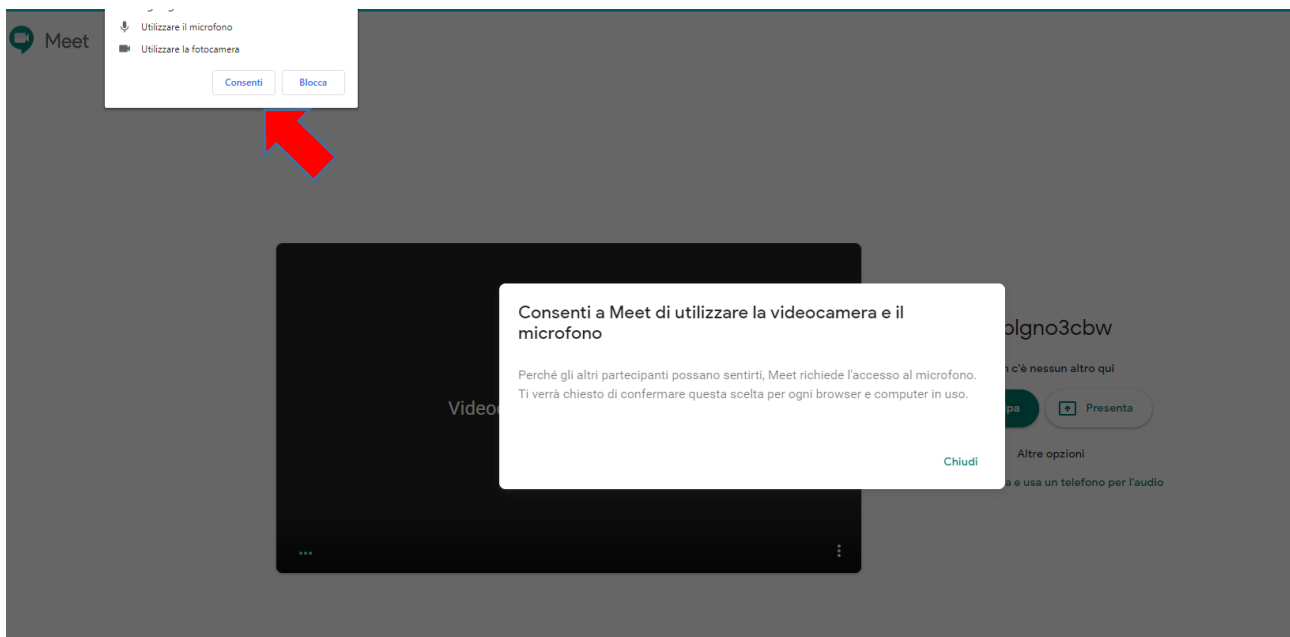 Meet
Utilizzare il microfono
Utilizzare la fotocamera
Consenti Blocca
Consenti a Meet di utilizzare la videocamera e il
microfono
Perché gli altri partecipanti possano sentirti, Meet richiede l'accesso al microfono.
Ti verrà chiesto di confermare questa scelta per ogni browser e computer in uso.
Chiudi
olgno3cbw
c'è nessun altro qui
Presenta
Altre opzioni
e usa un telefono per l'audio